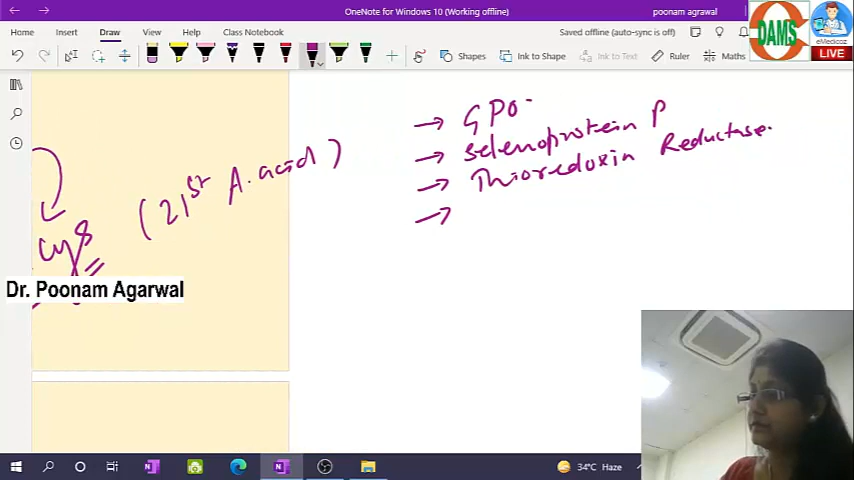 OneNote for Windows 10 (Working offline)
poonam agrawal
Home Insert Draw View Help Class Notebook
Saved offline (auto-sync is off)
Shapes Ink to Shape Ink to Text Ruler Maths
DAMS
eMedicoz
LIVE
→ GPO
→ Selenoprotein P
→ Thioredoxin Reductase.
→
Cys (21st A. acid)
Dr. Poonam Agarwal
34°C Haze